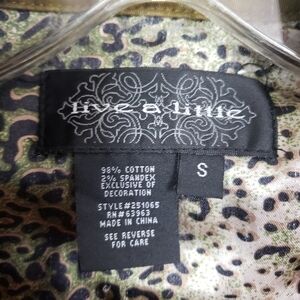 live a little
S
98% COTTON
2% SPANDEX
EXCLUSIVE OF
DECORATION
STYLE#251065
RN#63963
MADE IN CHINA
SEE REVERSE
FOR CARE